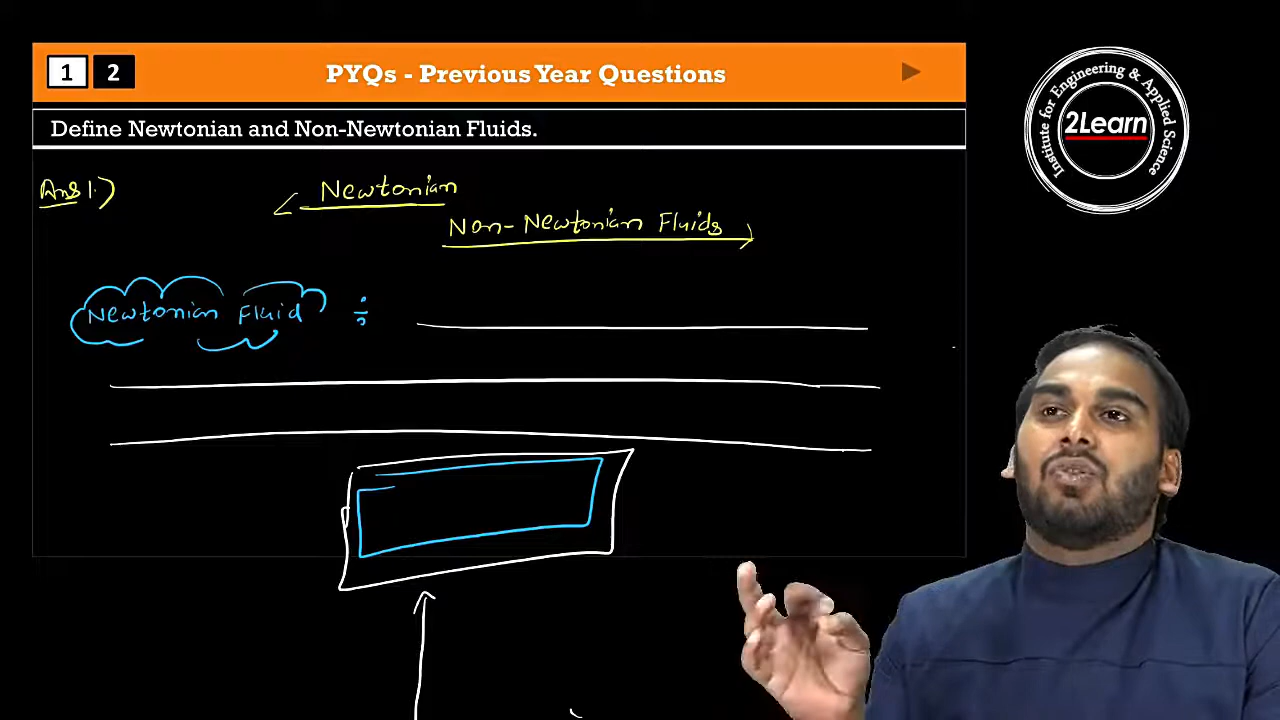 1 2
PYQs - Previous Year Questions
Define Newtonian and Non-Newtonian Fluids.
Ans 1.)
Newtonian
Non-Newtonian Fluids
Newtonian Fluid
Institute for Engineering & Applied Science
2Learn